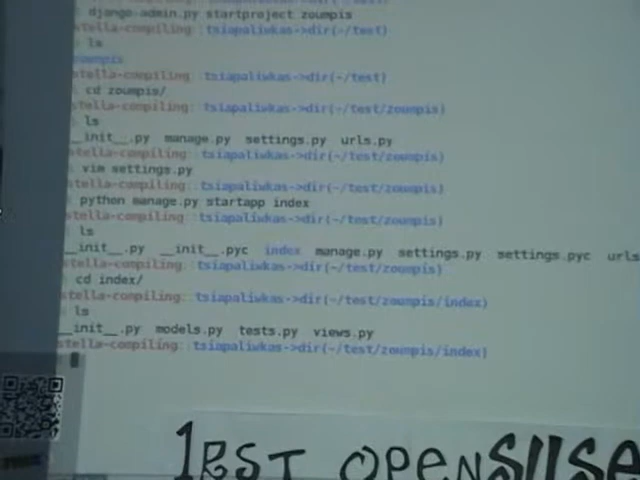 django-admin.py startproject zoumpis
stella-compiling: tsiapaliwkas->dir(~/test)
ls
zoumpis
stella-compiling: tsiapaliwkas->dir(~/test)
cd zoumpis/
stella-compiling: tsiapaliwkas->dir(~/test/zoumpis)
ls
__init__.py manage.py settings.py urls.py
stella-compiling: tsiapaliwkas->dir(~/test/zoumpis)
vim settings.py
stella-compiling: tsiapaliwkas->dir(~/test/zoumpis)
python manage.py startapp index
stella-compiling: tsiapaliwkas->dir(~/test/zoumpis)
ls
__init__.py __init__.pyc index manage.py settings.py settings.pyc urls
stella-compiling: tsiapaliwkas->dir(~/test/zoumpis)
cd index/
stella-compiling: tsiapaliwkas->dir(~/test/zoumpis/index)
ls
__init__.py models.py tests.py views.py
stella-compiling: tsiapaliwkas->dir(~/test/zoumpis/index)
1RST OPENSUSE